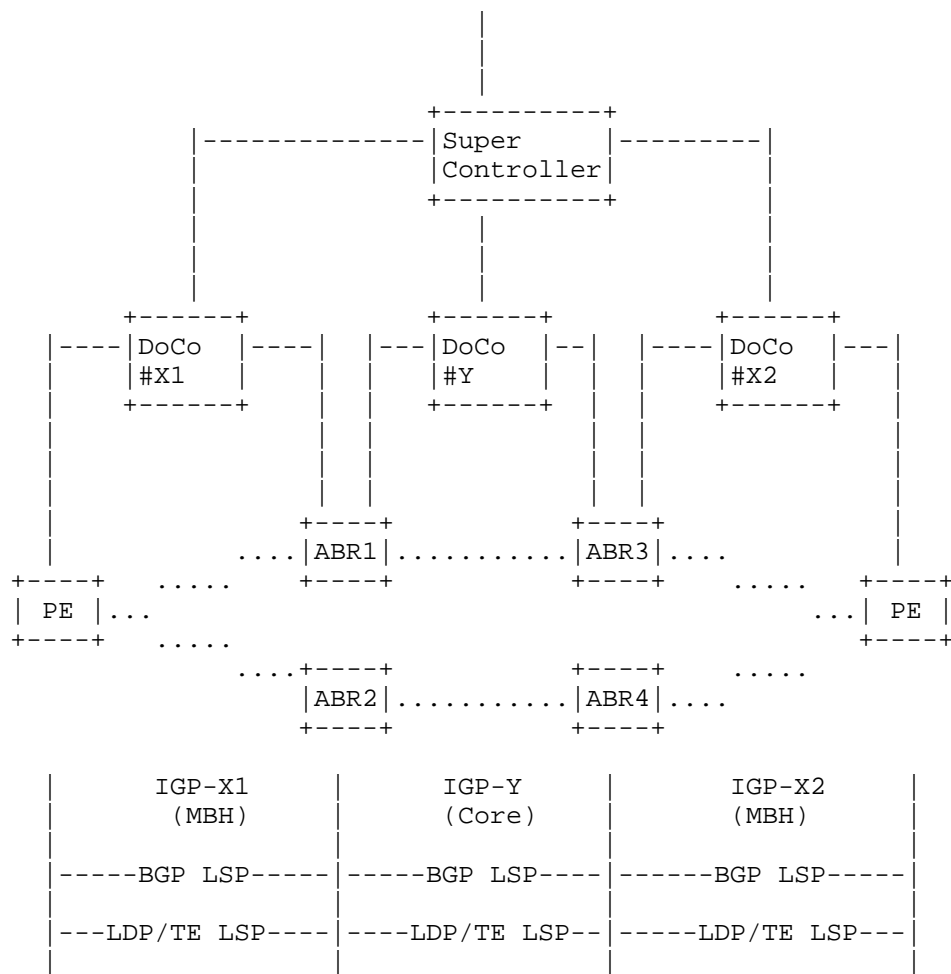 Super
Controller
DoCo DoCo DoCo
#X1 #Y #X2
ABR1 ABR3
PE PE
ABR2 ABR4
IGP-X1 IGP-Y IGP-X2
(MBH) (Core) (MBH)
BGP LSP BGP LSP BGP LSP
LDP/TE LSP LDP/TE LSP LDP/TE LSP